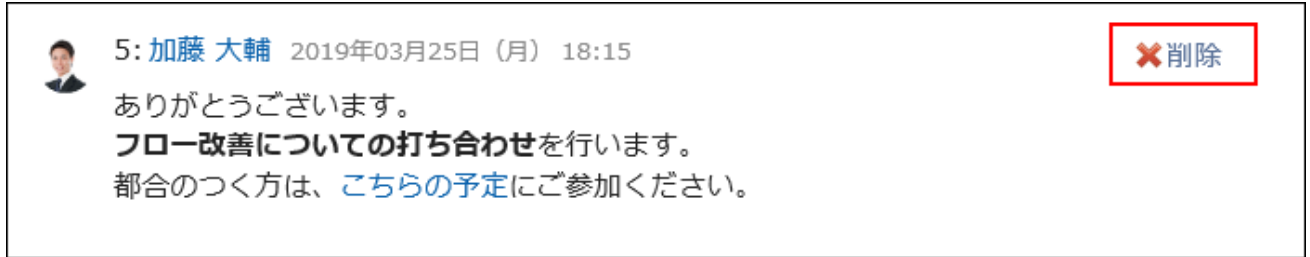 5: 加藤 大輔 2019年03月25日（月） 18:15 ✖削除
ありがとうございます。
フロー改善についての打ち合わせを行います。
都合のつく方は、こちらの予定にご参加ください。